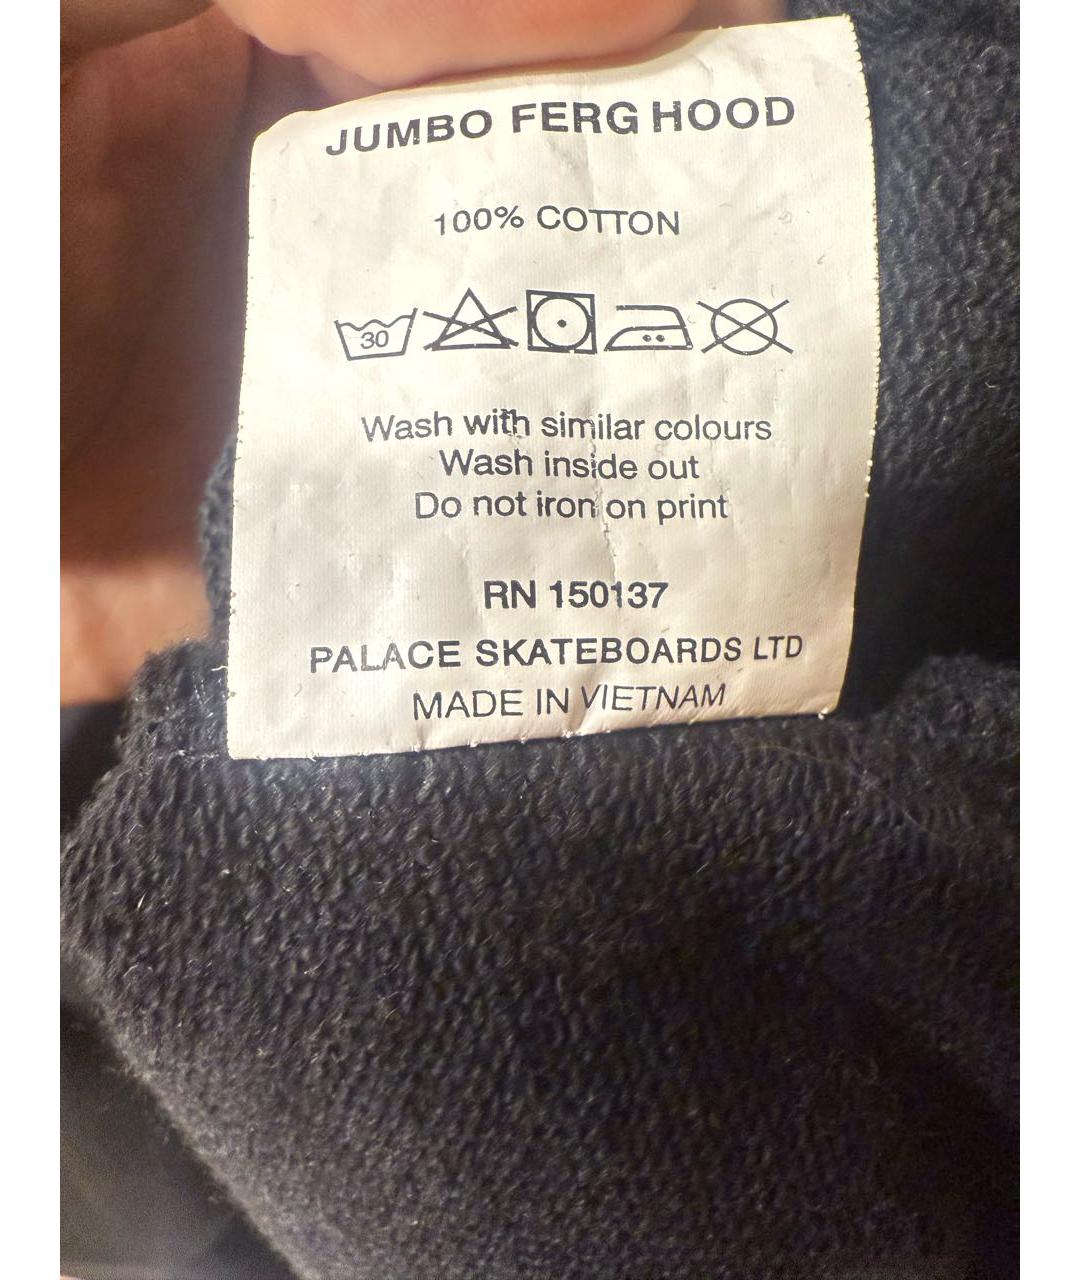 JUMBO FERG HOOD
100% COTTON
30
Wash with similar colours
Wash inside out
Do not iron on print
RN 150137
PALACE SKATEBOARDS LTD
MADE IN VIETNAM